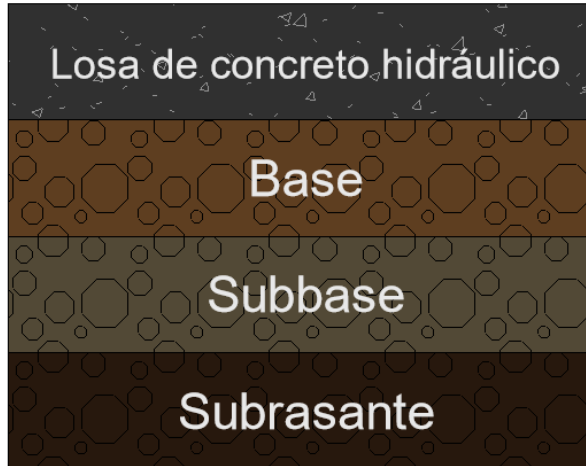 Losa de concreto hidráulico
Base
Subbase
Subrasante